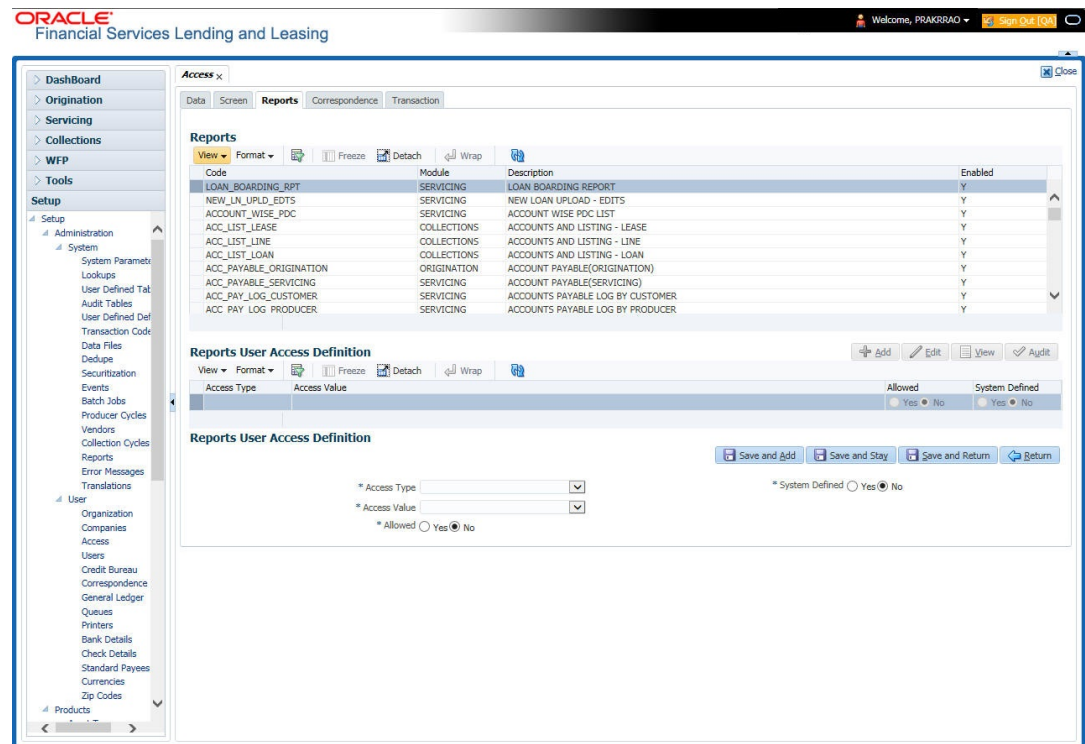 ORACLE
Financial Services Lending and Leasing
Welcome, PRAKRRAO
Sign Out [QA]
Close
DashBoard
Origination
Servicing
Collections
WFP
Tools
Setup
Setup
Administration
System
System Paramete
Lookups
User Defined Tab
Audit Tables
User Defined Def
Transaction Code
Data Files
Dedupe
Securitization
Events
Batch Jobs
Producer Cycles
Vendors
Collection Cycles
Reports
Error Messages
Translations
User
Organization
Companies
Access
Users
Credit Bureau
Correspondence
General Ledger
Queues
Printers
Bank Details
Check Details
Standard Payees
Currencies
Zip Codes
Products
Access
Data Screen Reports Correspondence Transaction
Reports
View Format Freeze Detach Wrap
Code Module Description Enabled
LOAN_BOARDING_RPT SERVICING LOAN BOARDING REPORT Y
NEW_LN_UPLD_EDTS SERVICING NEW LOAN UPLOAD - EDITS Y
ACCOUNT_WISE_PDC SERVICING ACCOUNT WISE PDC LIST Y
ACC_LIST_LEASE COLLECTIONS ACCOUNTS AND LISTING - LEASE Y
ACC_LIST_LINE COLLECTIONS ACCOUNTS AND LISTING - LINE Y
ACC_LIST_LOAN COLLECTIONS ACCOUNTS AND LISTING - LOAN Y
ACC_PAYABLE_ORIGINATION ORIGINATION ACCOUNT PAYABLE(ORIGINATION) Y
ACC_PAYABLE_SERVICING SERVICING ACCOUNT PAYABLE(SERVICING) Y
ACC_PAY_LOG_CUSTOMER SERVICING ACCOUNTS PAYABLE LOG BY CUSTOMER Y
ACC_PAY_LOG_PRODUCER SERVICING ACCOUNTS PAYABLE LOG BY PRODUCER Y
Reports User Access Definition
Add Edit View Audit
View Format Freeze Detach Wrap
Access Type Access Value Allowed System Defined
Yes No Yes No
Reports User Access Definition
Save and Add Save and Stay Save and Return Return
* Access Type
* System Defined Yes No
* Access Value
* Allowed Yes No